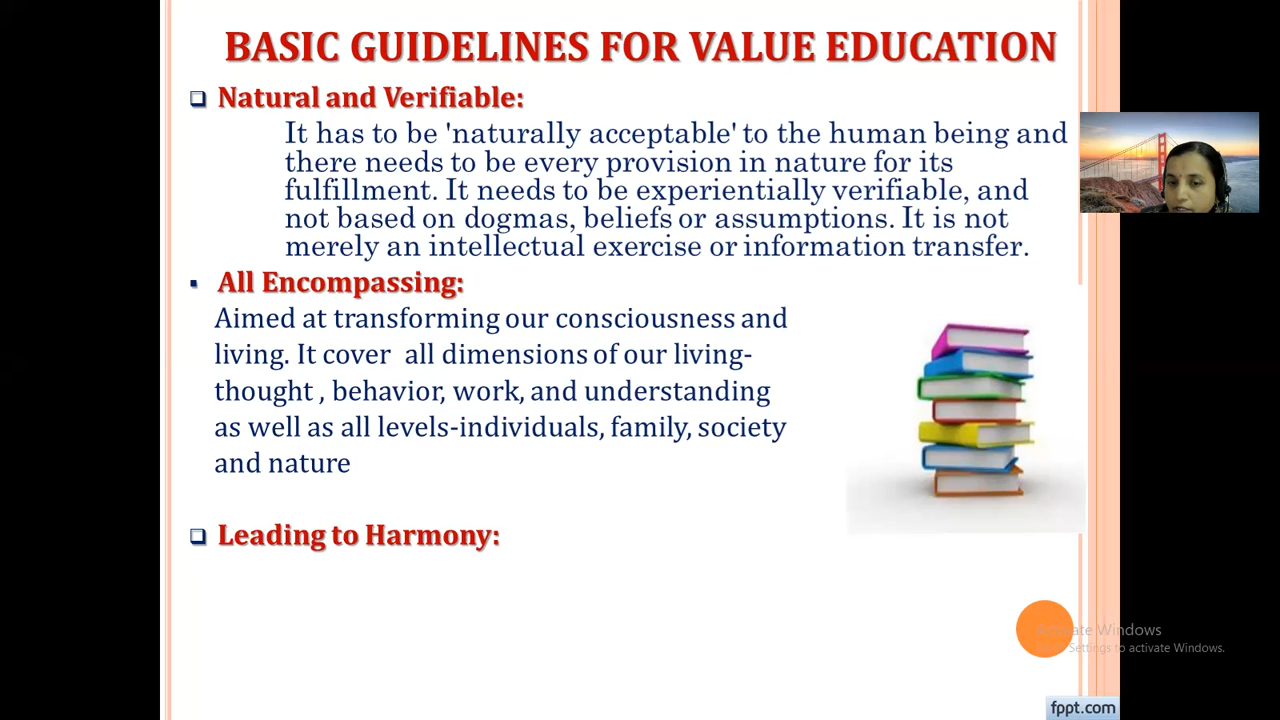 BASIC GUIDELINES FOR VALUE EDUCATION
Natural and Verifiable:
It has to be 'naturally acceptable' to the human being and
there needs to be every provision in nature for its
fulfillment. It needs to be experientially verifiable, and
not based on dogmas, beliefs or assumptions. It is not
merely an intellectual exercise or information transfer.
All Encompassing:
Aimed at transforming our consciousness and
living. It cover all dimensions of our living-
thought , behavior, work, and understanding
as well as all levels-individuals, family, society
and nature
Leading to Harmony:
Activate Windows
Settings to activate Windows.
fppt.com